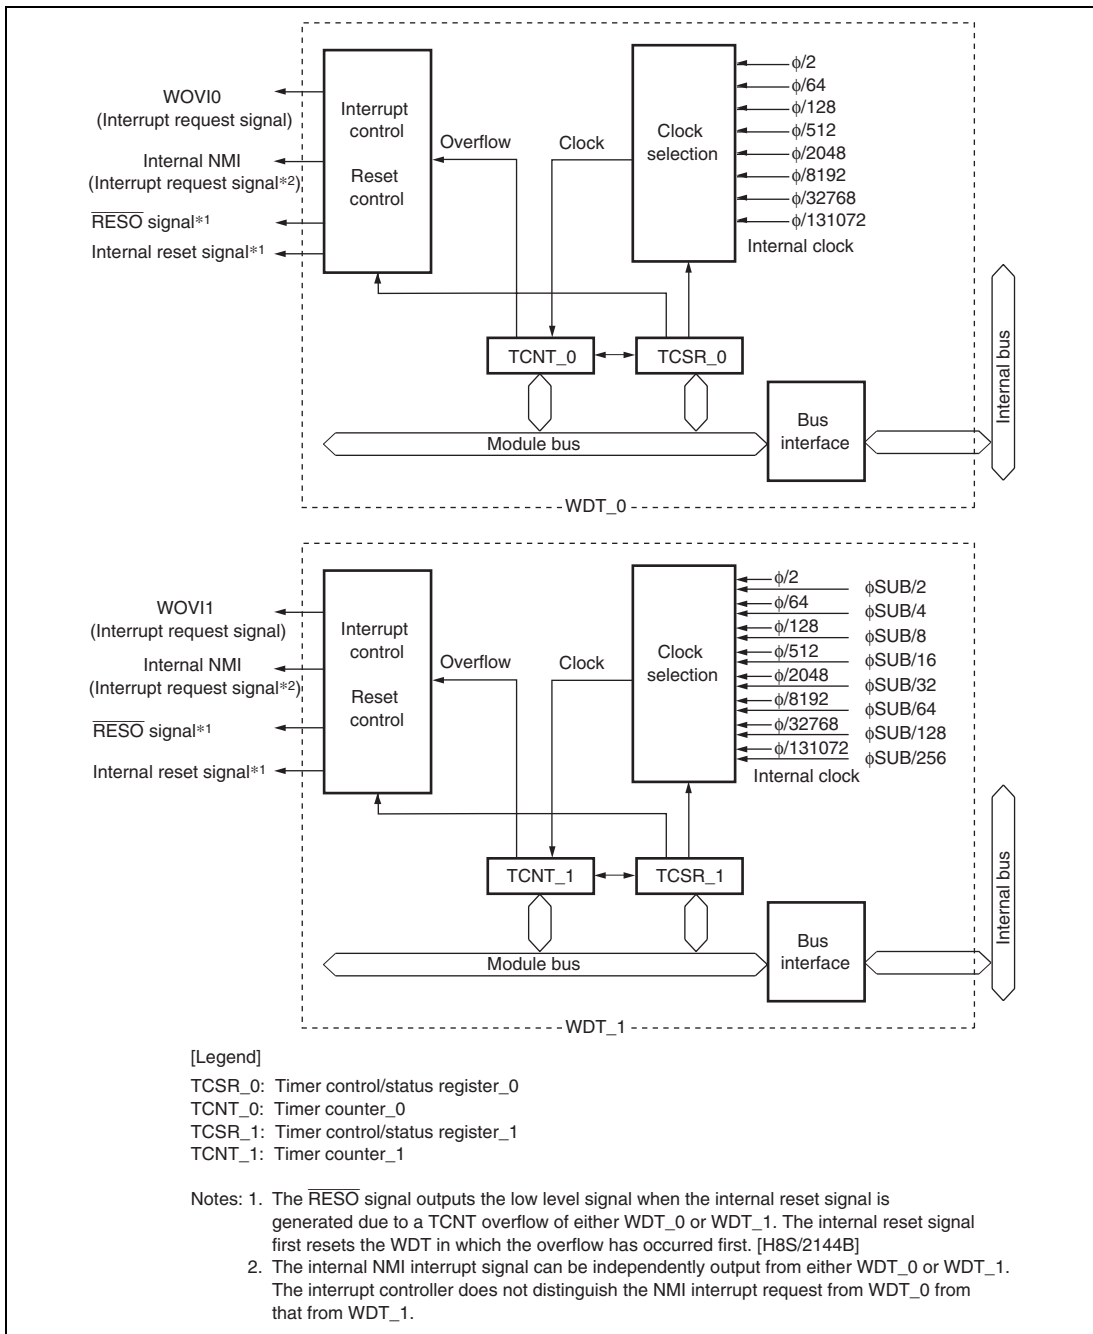 WOVI0
(Interrupt request signal)
Internal NMI
(Interrupt request signal*2)
RESO signal*1
Internal reset signal*1
Interrupt
control
Reset
control
Overflow
Clock
Clock
selection
ϕ/2
ϕ/64
ϕ/128
ϕ/512
ϕ/2048
ϕ/8192
ϕ/32768
ϕ/131072
Internal clock
TCNT_0
TCSR_0
Module bus
Bus
interface
Internal bus
WDT_0
WOVI1
(Interrupt request signal)
Internal NMI
(Interrupt request signal*2)
RESO signal*1
Internal reset signal*1
Interrupt
control
Reset
control
Overflow
Clock
Clock
selection
ϕ/2
ϕSUB/2
ϕ/64
ϕSUB/4
ϕ/128
ϕSUB/8
ϕ/512
ϕSUB/16
ϕ/2048
ϕSUB/32
ϕ/8192
ϕSUB/64
ϕ/32768
ϕSUB/128
ϕ/131072
ϕSUB/256
Internal clock
TCNT_1
TCSR_1
Module bus
Bus
interface
Internal bus
WDT_1
[Legend]
TCSR_0: Timer control/status register_0
TCNT_0: Timer counter_0
TCSR_1: Timer control/status register_1
TCNT_1: Timer counter_1
Notes: 1. The RESO signal outputs the low level signal when the internal reset signal is
generated due to a TCNT overflow of either WDT_0 or WDT_1. The internal reset signal
first resets the WDT in which the overflow has occurred first. [H8S/2144B]
2. The internal NMI interrupt signal can be independently output from either WDT_0 or WDT_1.
The interrupt controller does not distinguish the NMI interrupt request from WDT_0 from
that from WDT_1.